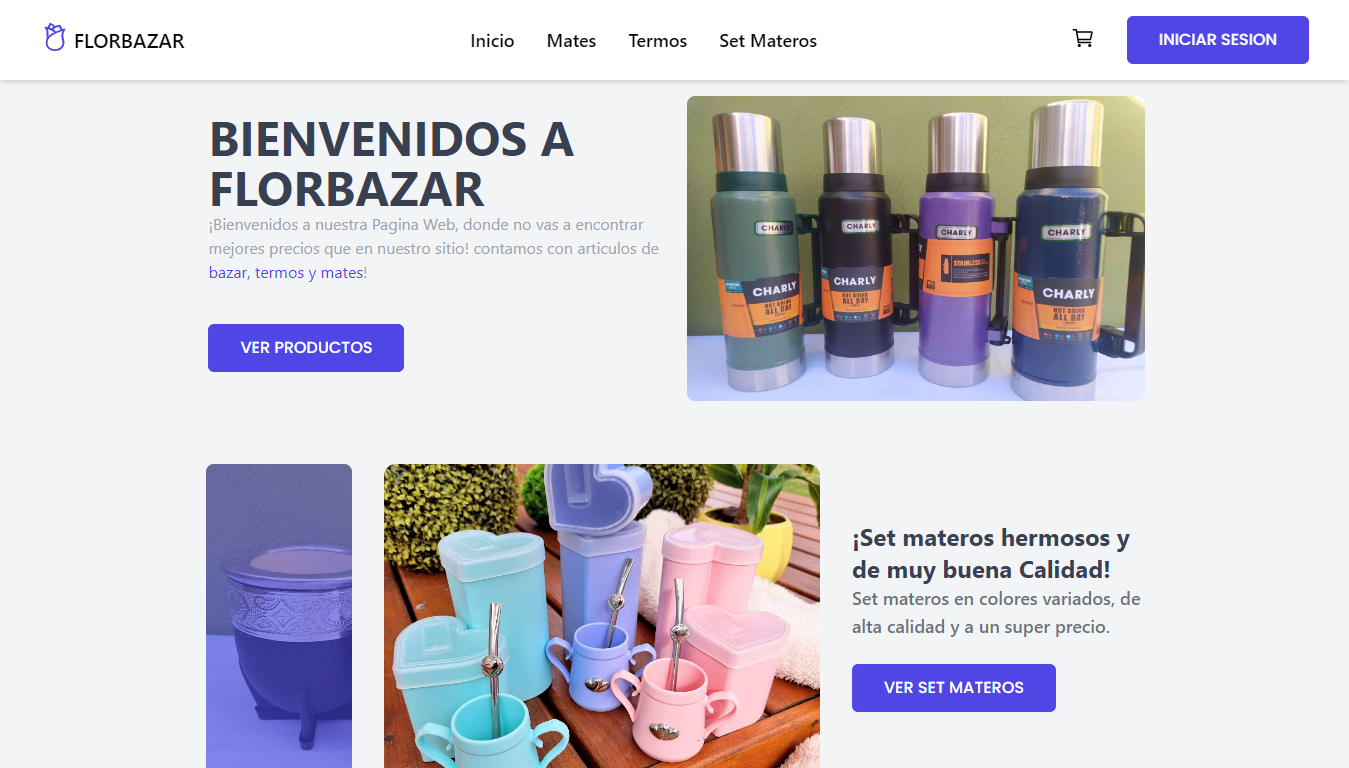 FLORBAZAR
Inicio
Mates
Termos
Set Materos
INICIAR SESION
BIENVENIDOS A
FLORBAZAR
¡Bienvenidos a nuestra Pagina Web, donde no vas a encontrar
mejores precios que en nuestro sitio! contamos con articulos de
bazar, termos y mates!
VER PRODUCTOS
CHARLY
CHARLY
CHARLY
CHARLY
CHARLY
HOT DRINK
ALL DAY
CHARLY
HOT DRINK
ALL DAY
STAINLESS
CHARLY
HOT DRINK
ALL DAY
¡Set materos hermosos y
de muy buena Calidad!
Set materos en colores variados, de
alta calidad y a un super precio.
VER SET MATEROS